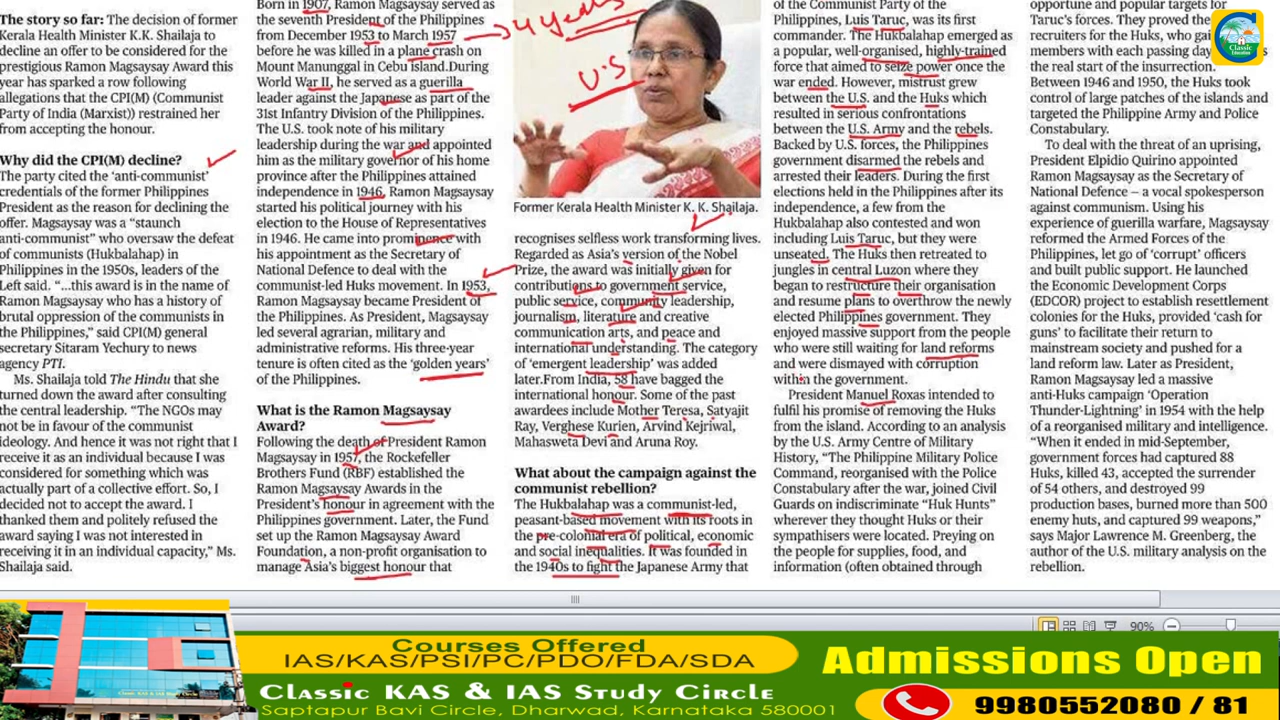 The story so far: The decision of former
Kerala Health Minister K.K. Shailaja to
decline an offer to be considered for the
prestigious Ramon Magsaysay Award this
year has sparked a row following
allegations that the CPI(M) (Communist
Party of India (Marxist)) restrained her
from accepting the honour.
Why did the CPI(M) decline?
The party cited the ‘anti-communist’
credentials of the former Philippines
President as the reason for declining the
offer. Magsaysay was a “staunch
anti-communist” who oversaw the defeat
of communists (Hukbalahap) in
Philippines in the 1950s, leaders of the
Left said. “...this award is in the name of
Ramon Magsaysay who has a history of
brutal oppression of the communists in
the Philippines,” said CPI(M) general
secretary Sitaram Yechury to news
agency PTI.
Ms. Shailaja told The Hindu that she
turned down the award after consulting
the central leadership. “The NGOs may
not be in favour of the communist
ideology. And hence it was not right that I
receive it as an individual because I was
considered for something which was
actually part of a collective effort. So, I
decided not to accept the award. I
thanked them and politely refused the
award saying I was not interested in
receiving it in an individual capacity,” Ms.
Shailaja said.
Born in 1907, Ramon Magsaysay served as
the seventh President of the Philippines
from December 1953 to March 1957
before he was killed in a plane crash on
Mount Manunggal in Cebu island.During
World War II, he served as a guerilla
leader against the Japanese as part of the
31st Infantry Division of the Philippines.
The U.S. took note of his military
leadership during the war and appointed
him as the military governor of his home
province after the Philippines attained
independence in 1946, Ramon Magsaysay
started his political journey with his
election to the House of Representatives
in 1946. He came into prominence with
his appointment as the Secretary of
National Defence to deal with the
communist-led Huks movement. In 1953,
Ramon Magsaysay became President of
the Philippines. As President, Magsaysay
led several agrarian, military and
administrative reforms. His three-year
tenure is often cited as the ‘golden years’
of the Philippines.
What is the Ramon Magsaysay
Award?
Following the death of President Ramon
Magsaysay in 1957, the Rockefeller
Brothers Fund (RBF) established the
Ramon Magsaysay Awards in the
President’s honour in agreement with the
Philippines government. Later, the Fund
set up the Ramon Magsaysay Award
Foundation, a non-profit organisation to
manage Asia’s biggest honour that
4 years
U.S
Former Kerala Health Minister K. K. Shailaja.
recognises selfless work transforming lives.
Regarded as Asia’s version of the Nobel
Prize, the award was initially given for
contributions to government service,
public service, community leadership,
journalism, literature and creative
communication arts, and peace and
international understanding. The category
of ‘emergent leadership’ was added
later.From India, 58 have bagged the
international honour. Some of the past
awardees include Mother Teresa, Satyajit
Ray, Verghese Kurien, Arvind Kejriwal,
Mahasweta Devi and Aruna Roy.
What about the campaign against the
communist rebellion?
The Hukbalahap was a communist-led,
peasant-based movement with its roots in
the pre-colonial era of political, economic
and social inequalities. It was founded in
the 1940s to fight the Japanese Army that
of the Communist Party of the
Philippines, Luis Taruc, was its first
commander. The Hukbalahap emerged as
a popular, well-organised, highly-trained
force that aimed to seize power once the
war ended. However, mistrust grew
between the U.S. and the Huks which
resulted in serious confrontations
between the U.S. Army and the rebels.
Backed by U.S. forces, the Philippines
government disarmed the rebels and
arrested their leaders. During the first
elections held in the Philippines after its
independence, a few from the
Hukbalahap also contested and won
including Luis Taruc, but they were
unseated. The Huks then retreated to
jungles in central Luzon where they
began to restructure their organisation
and resume plans to overthrow the newly
elected Philippines government. They
enjoyed massive support from the people
who were still waiting for land reforms
and were dismayed with corruption
within the government.
President Manuel Roxas intended to
fulfil his promise of removing the Huks
from the island. According to an analysis
by the U.S. Army Centre of Military
History, “The Philippine Military Police
Command, reorganised with the Police
Constabulary after the war, joined Civil
Guards on indiscriminate “Huk Hunts”
wherever they thought Huks or their
sympathisers were located. Preying on
the people for supplies, food, and
information (often obtained through
opportune and popular targets for
Taruc’s forces. They proved the
recruiters for the Huks, who
members with each passing day
the real start of the insurrection.
Between 1946 and 1950, the Huks took
control of large patches of the islands and
targeted the Philippine Army and Police
Constabulary.
To deal with the threat of an uprising,
President Elpidio Quirino appointed
Ramon Magsaysay as the Secretary of
National Defence – a vocal spokesperson
against communism. Using his
experience of guerilla warfare, Magsaysay
reformed the Armed Forces of the
Philippines, let go of ‘corrupt’ officers
and built public support. He launched
the Economic Development Corps
(EDCOR) project to establish resettlement
colonies for the Huks, provided ‘cash for
guns’ to facilitate their return to
mainstream society and pushed for a
land reform law. Later as President,
Ramon Magsaysay led a massive
anti-Huks campaign ‘Operation
Thunder-Lightning’ in 1954 with the help
of a reorganised military and intelligence.
“When it ended in mid-September,
government forces had captured 88
Huks, killed 43, accepted the surrender
of 54 others, and destroyed 99
production bases, burned more than 500
enemy huts, and captured 99 weapons,”
says Major Lawrence M. Greenberg, the
author of the U.S. military analysis on the
rebellion.
Classic
Education
90%
Courses Offered
IAS/KAS/PSI/PC/PDO/FDA/SDA
Classic KAS & IAS Study Circle
Saptapur Bavi Circle, Dharwad, Karnataka 580001
Admissions Open
9980552080 / 81